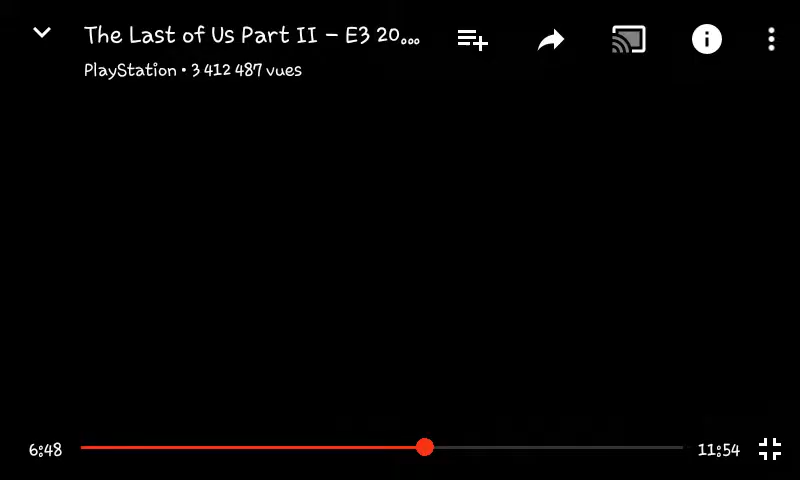 The Last of Us Part II – E3 20...
PlayStation • 3 412 487 vues
6:48
11:54